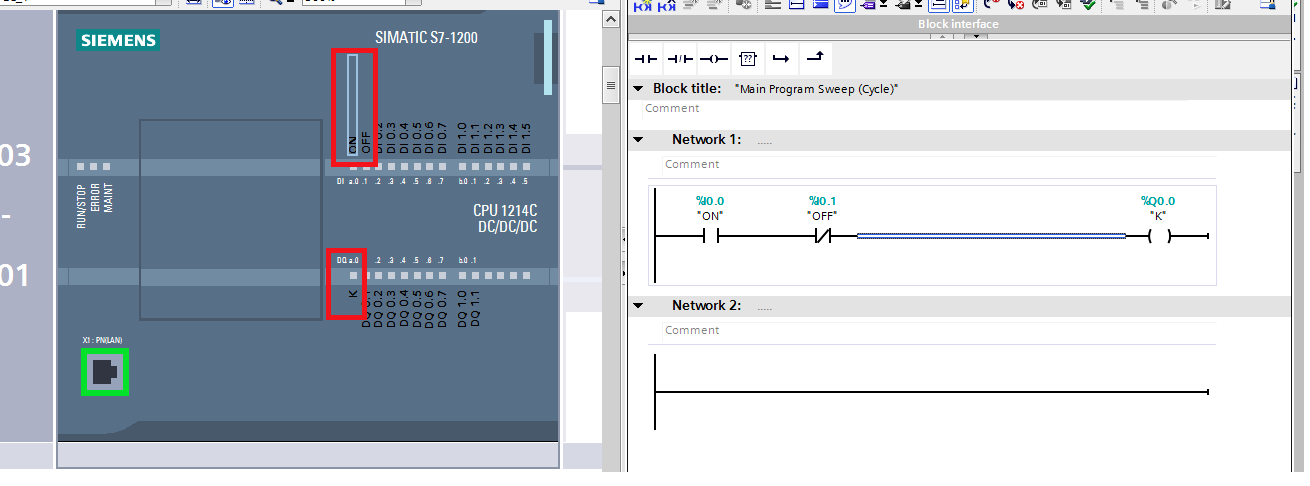 Block interface
SIEMENS
SIMATIC S7-1200
ON
OFF
DI 0.2
DI 0.3
DI 0.4
DI 0.5
DI 0.6
DI 0.7
DI 1.0
DI 1.1
DI 1.2
DI 1.3
DI 1.4
DI 1.5
03
-
01
RUN/STOP
ERROR
MAINT
DI a.0 .1 .2 .3 .4 .5 .6 .7 b.0 .1 .2 .3 .4 .5
CPU 1214C
DC/DC/DC
DQ a.0 .2 .3 .4 .5 .6 .7 b.0 .1
K
DQ 0.1
DQ 0.2
DQ 0.3
DQ 0.4
DQ 0.5
DQ 0.6
DQ 0.7
DQ 1.0
DQ 1.1
X1 : PN(LAN)
??
Block title: "Main Program Sweep (Cycle)"
Comment
Network 1: .....
Comment
%I0.0 %I0.1 %Q0.0
"ON" "OFF" "K"
Network 2: .....
Comment